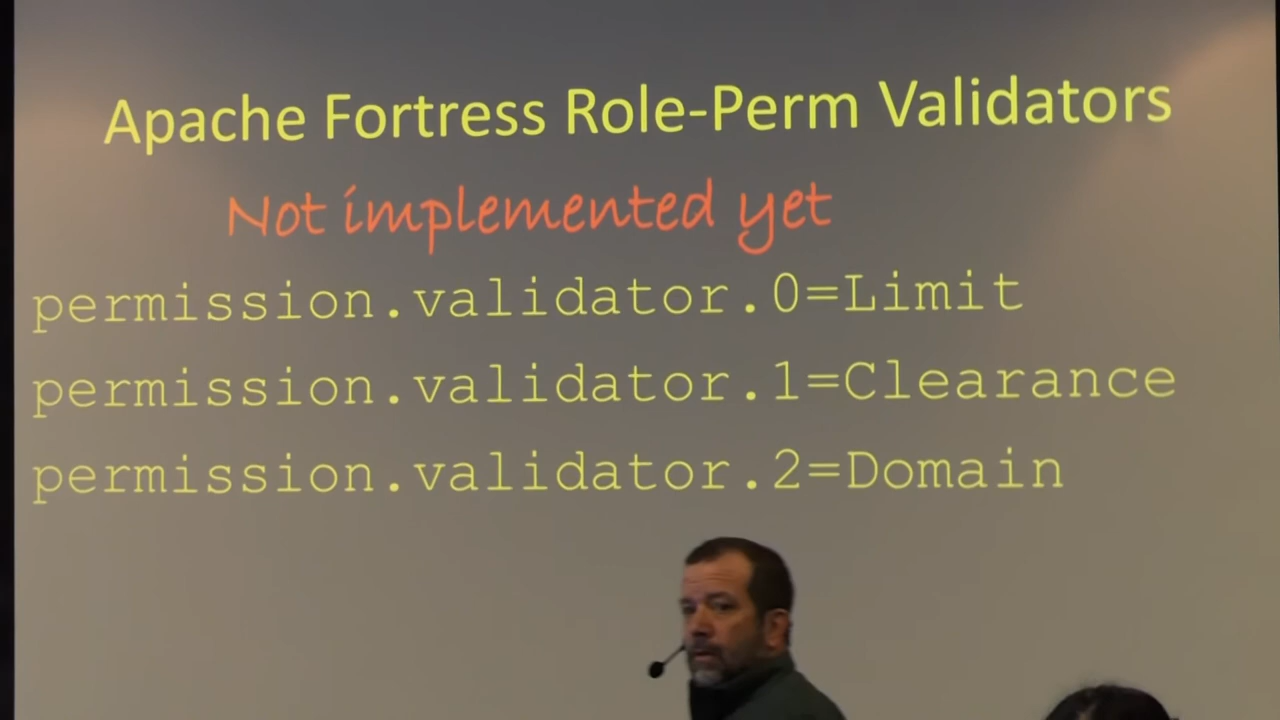 Apache Fortress Role-Perm Validators
Not implemented yet
permission.validator.0=Limit
permission.validator.1=Clearance
permission.validator.2=Domain